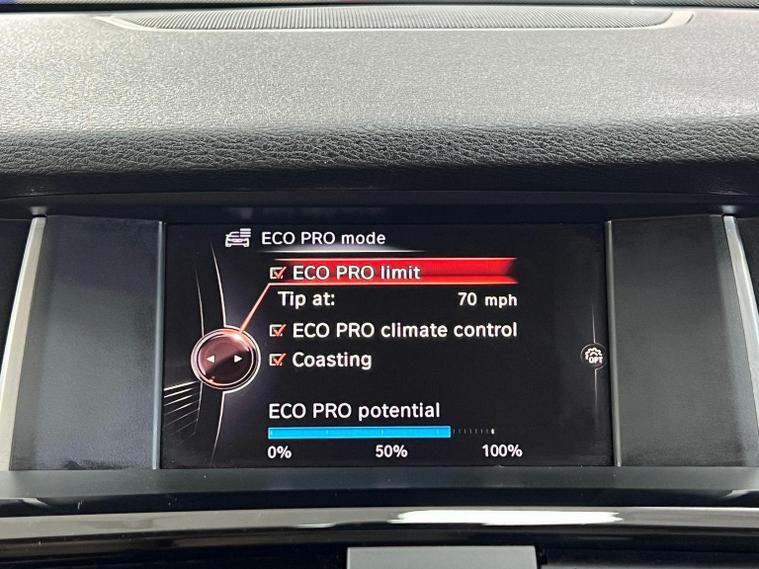 ECO PRO mode
ECO PRO limit
Tip at: 70 mph
ECO PRO climate control
Coasting
OPT
ECO PRO potential
0% 50% 100%